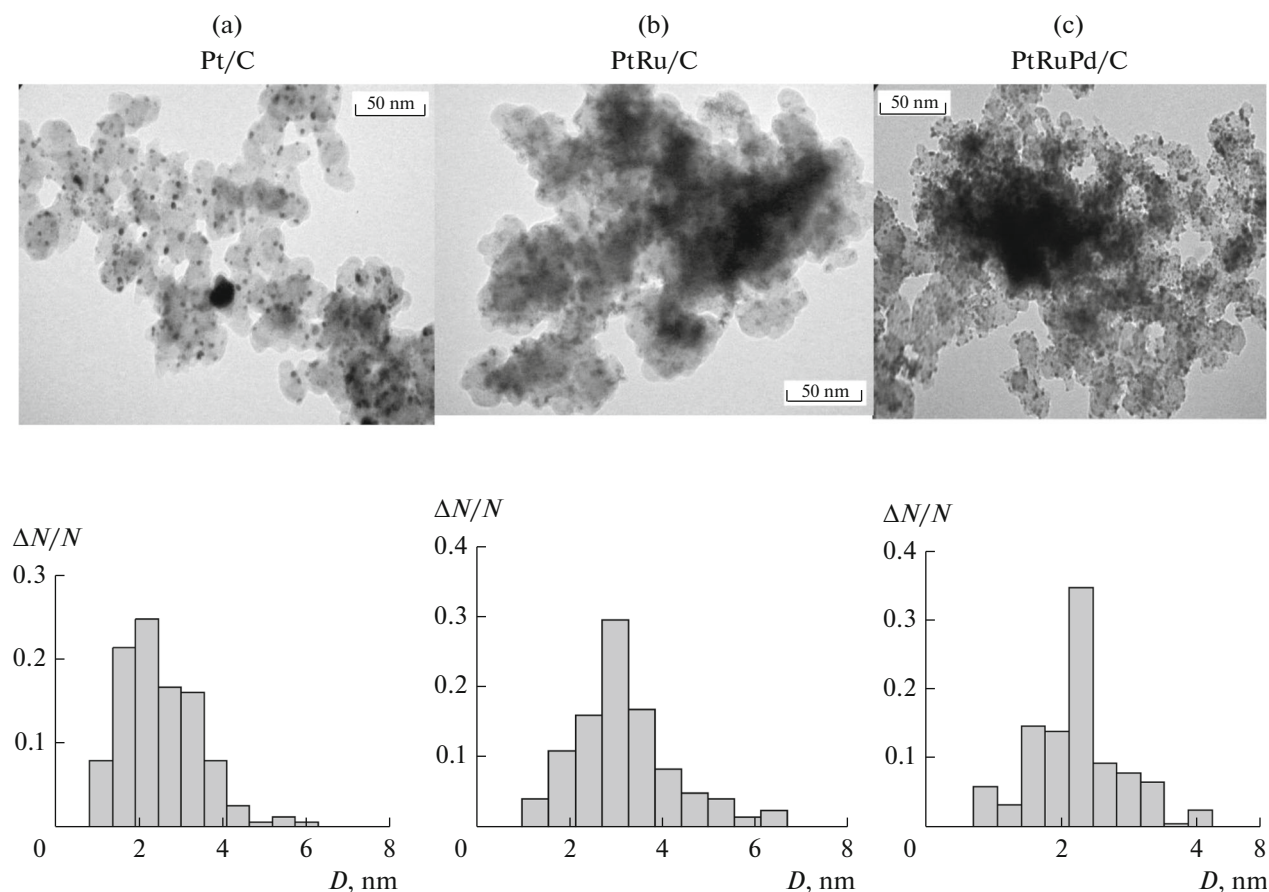 (a)
Pt/C
50 nm
(b)
PtRu/C
50 nm
(c)
PtRuPd/C
50 nm
ΔN/N
0.3
0.2
0.1
0 2 4 6 8
D, nm
ΔN/N
0.4
0.3
0.2
0.1
0 2 4 6 8
D, nm
ΔN/N
0.4
0.3
0.2
0.1
0 2 4 8
D, nm